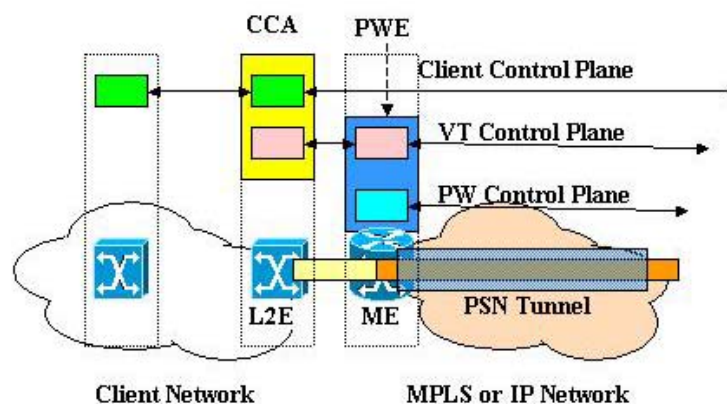 CCA
PWE
Client Control Plane
VT Control Plane
PW Control Plane
L2E
ME
PSN Tunnel
Client Network
MPLS or IP Network